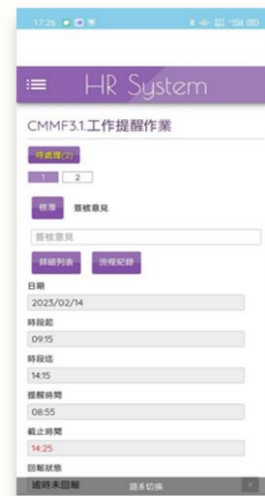 17:26
HR System
CMMF3.1.工作提醒作業
待處理(2)
1 2
核准 簽核意見
簽核意見
詳細列表 流程紀錄
日期
2023/02/14
時段起
09:15
時段迄
14:15
提醒時間
08:55
截止時間
14:25
回報狀態
逾時未回報 語系切換